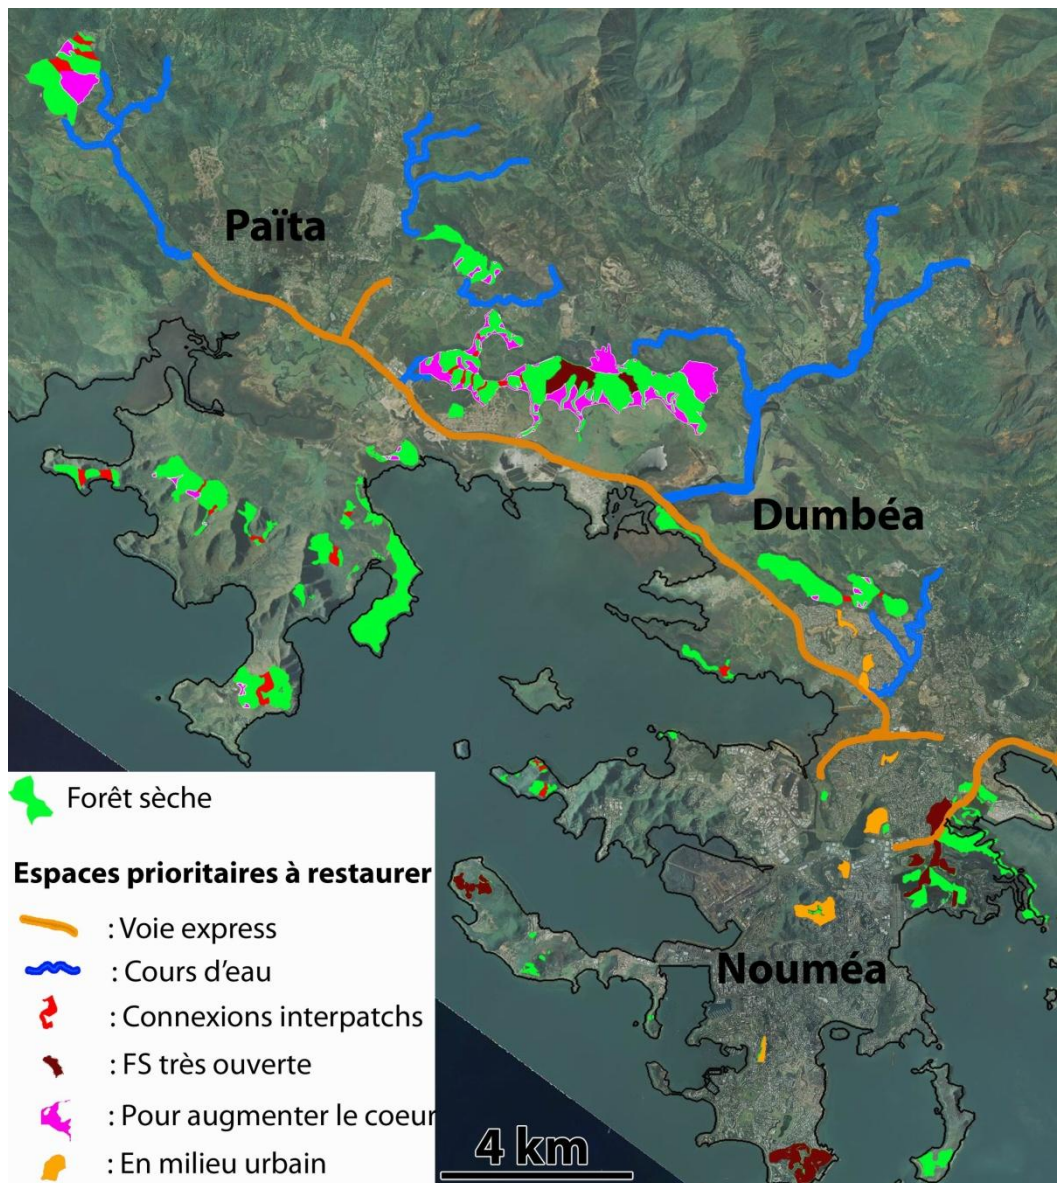 Païta
Dumbéa
Nouméa
Forêt sèche
Espaces prioritaires à restaurer
: Voie express
: Cours d'eau
: Connexions interpatchs
: FS très ouverte
: Pour augmenter le coeur
: En milieu urbain
4 km